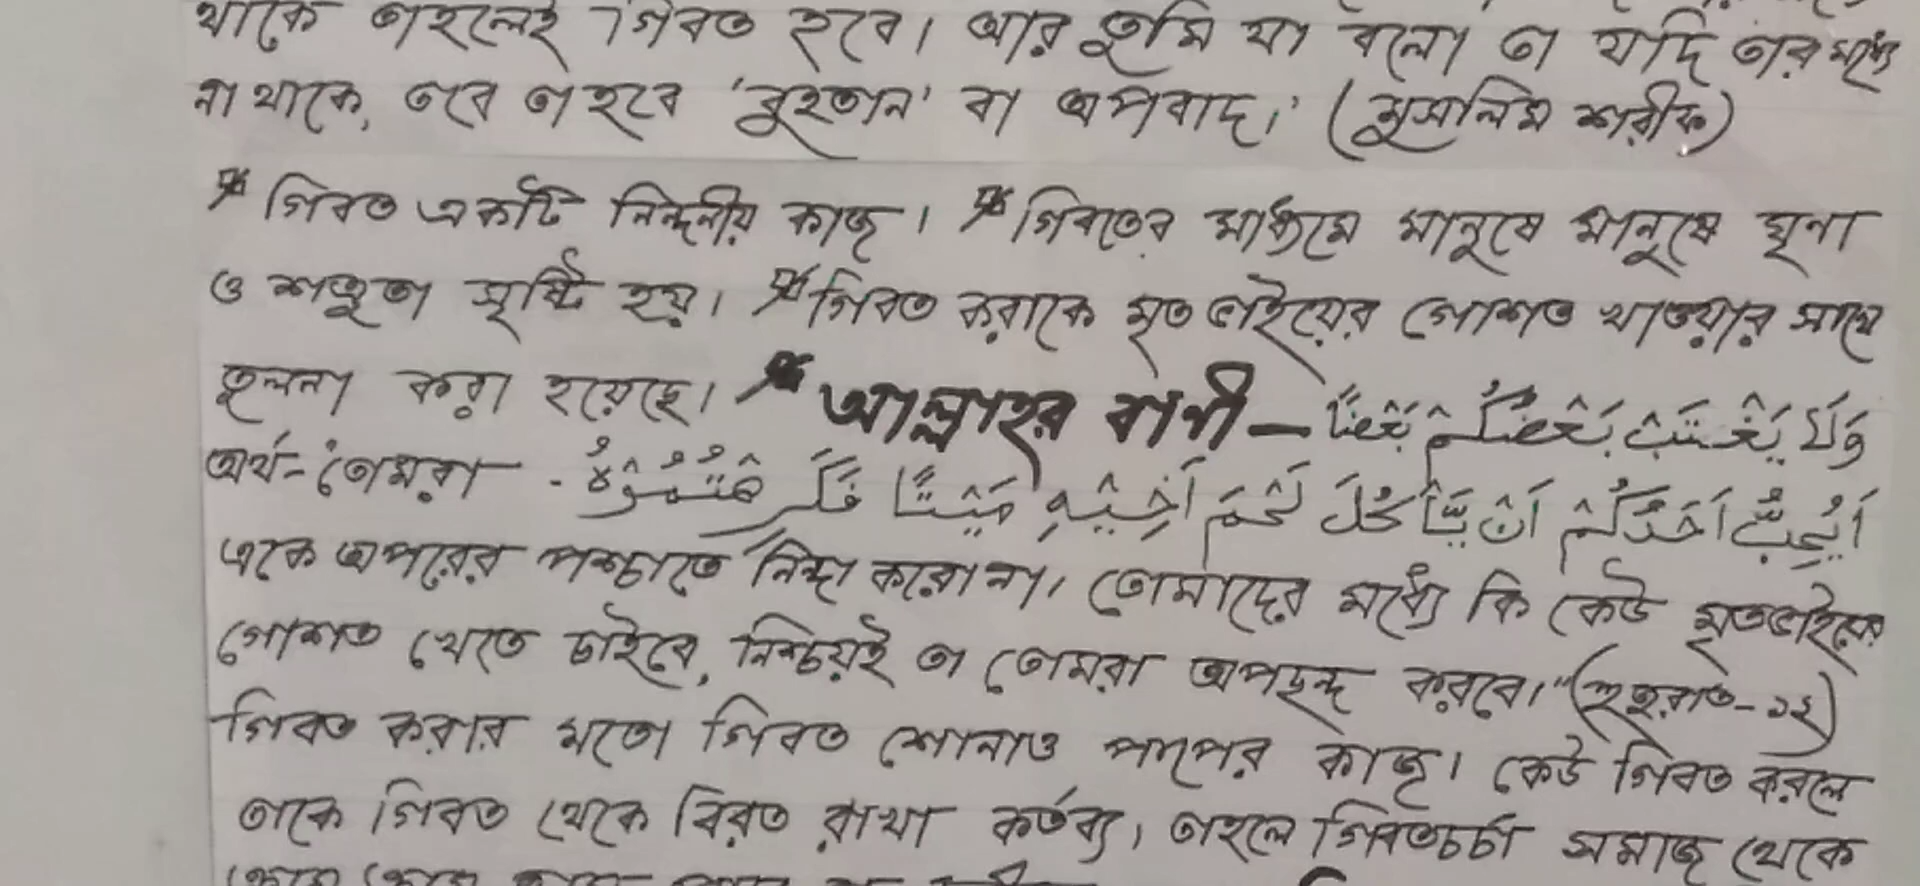 থাকে তাহলেই গিবত হবে। আর তুমি যা বলো তা যদি তার মধ্যে
না থাকে, তবে তা হবে 'বুহতান' বা অপবাদ।' (মুসলিম শরীফ)
* গিবত একটি নিন্দনীয় কাজ। * গিবতের মাধ্যমে মানুষে মানুষে ঘৃনা
ও শত্রুতা সৃষ্টি হয়। * গিবত করাকে মৃত ভাইয়ের গোশত খাওয়ার সাথে
তুলনা করা হয়েছে। * আল্লাহর বাণী – وَلَا يَغْتَبْ بَعْضُكُمْ بَعْضًا
اَيُحِبُّ اَحَدُكُمْ اَنْ يَّاْكُلَ لَحْمَ اَخِيْهِ مَيْتًا فَكَرِهْتُمُوْهُ - অর্থ- তোমরা
একে অপরের পশ্চাতে নিন্দা করো না। তোমাদের মধ্যে কি কেউ মৃত ভাইয়ের
গোশত খেতে চাইবে, নিশ্চয়ই তা তোমরা অপছন্দ করবে।" (হুজুরাত-১২)
গিবত করার মতো গিবত শোনাও পাপের কাজ। কেউ গিবত করলে
তাকে গিবত থেকে বিরত রাখা কর্তব্য। তাহলে গিবতচর্চা সমাজ থেকে